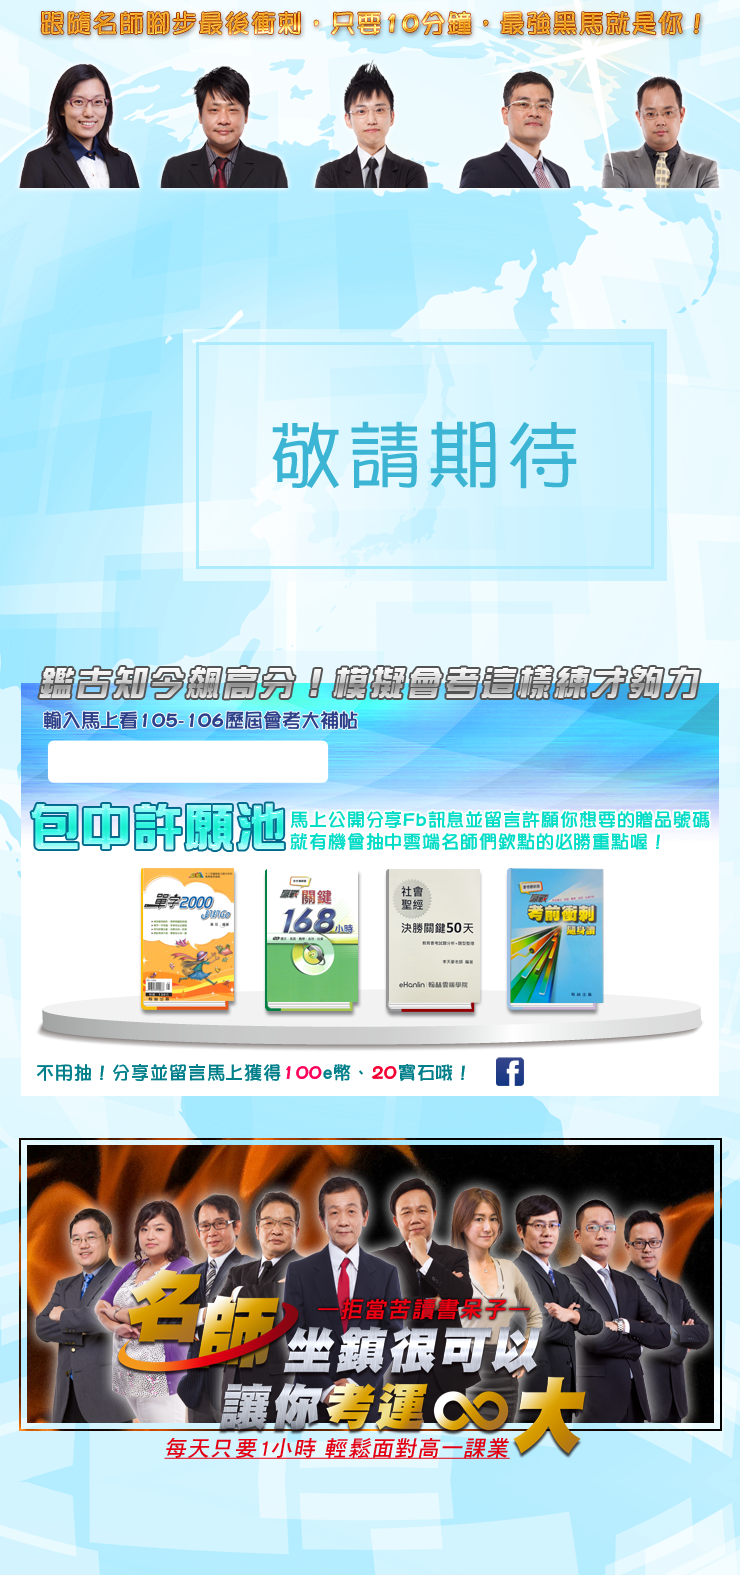 跟隨名師腳步最後衝刺，只要10分鐘，最強黑馬就是你！
敬請期待
鑑古知今飆高分！模擬會考這樣練才夠力
輸入馬上看105-106歷屆會考大補帖
包中許願池
馬上公開分享Fb訊息並留言許願你想要的贈品號碼
就有機會抽中雲端名師們欽點的必勝重點喔！
單字2000
關鍵
168小時
社會
聖經
決勝關鍵50天
eHanlin 翰林雲端學院
考前衝刺
隨身讀
不用抽！分享並留言馬上獲得100e幣、20寶石哦！
f
名師
—拒當苦讀書呆子—
坐鎮很可以
讓你考運∞大
每天只要1小時 輕鬆面對高一課業